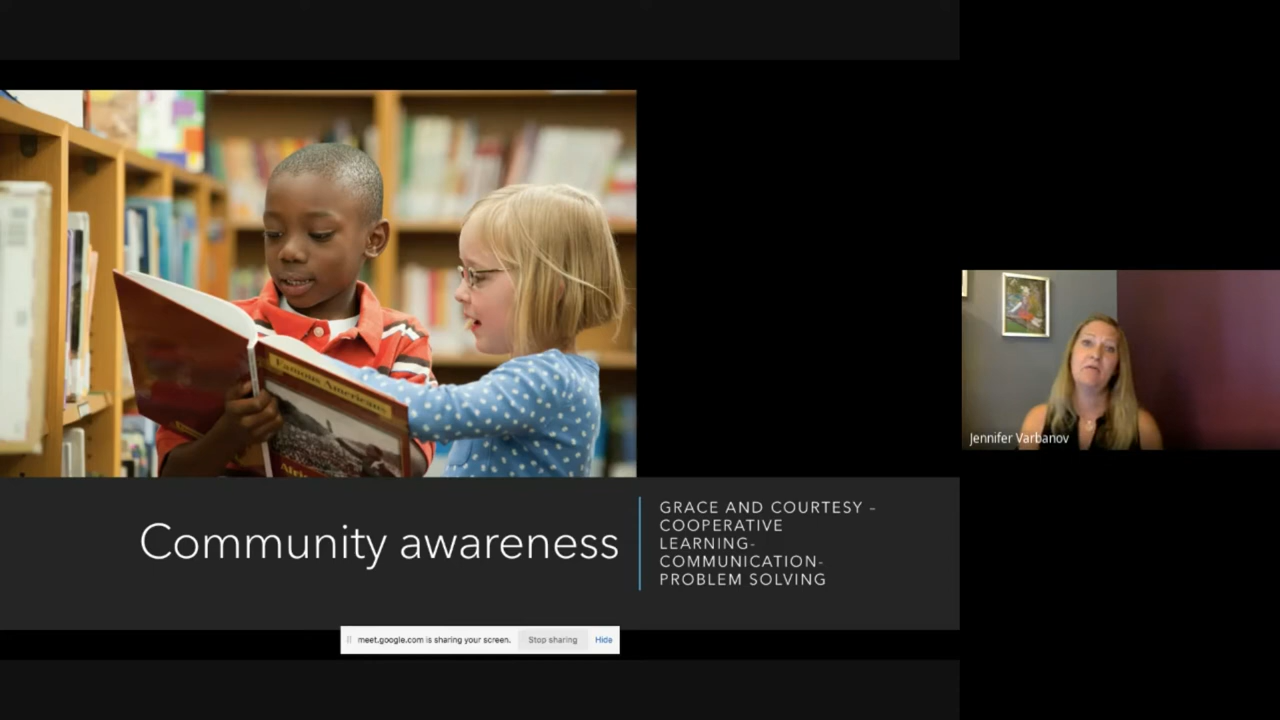 Famous Americans
Community awareness
GRACE AND COURTESY –
COOPERATIVE
LEARNING-
COMMUNICATION-
PROBLEM SOLVING
Jennifer Varbanov
meet.google.com is sharing your screen.
Stop sharing
Hide